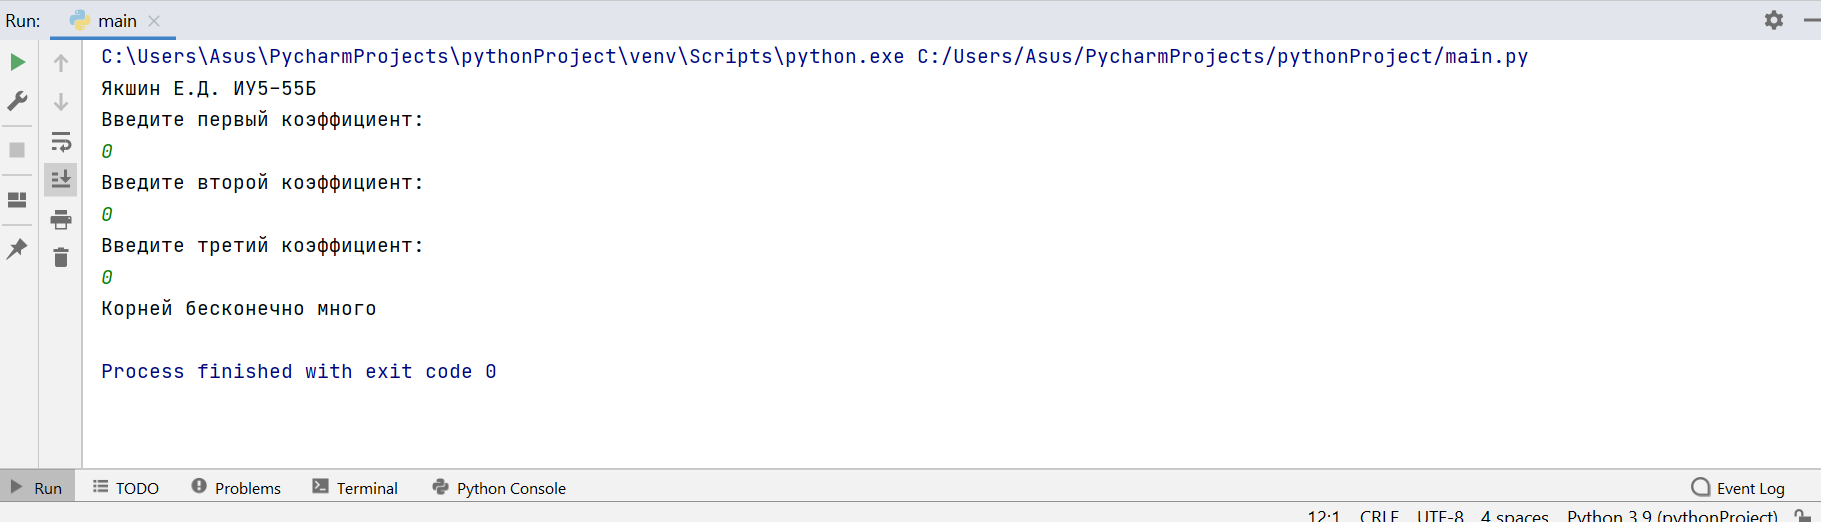 Run: main
C:\Users\Asus\PycharmProjects\pythonProject\venv\Scripts\python.exe C:/Users/Asus/PycharmProjects/pythonProject/main.py
Якшин Е.Д. ИУ5-55Б
Введите первый коэффициент:
0
Введите второй коэффициент:
0
Введите третий коэффициент:
0
Корней бесконечно много
Process finished with exit code 0
Run TODO Problems Terminal Python Console Event Log
12:1 CRLF UTF-8 4 spaces Python 3.9 (pythonProject)